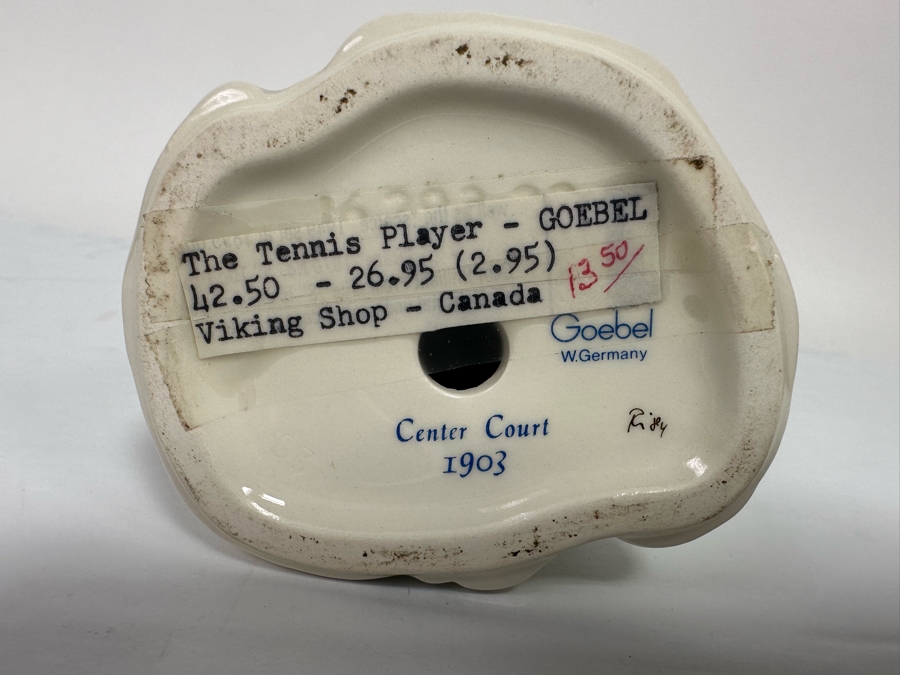 The Tennis Player - GOEBEL
42.50 - 26.95 (2.95)
13 50/
Viking Shop - Canada
Goebel
W.Germany
Center Court
1903